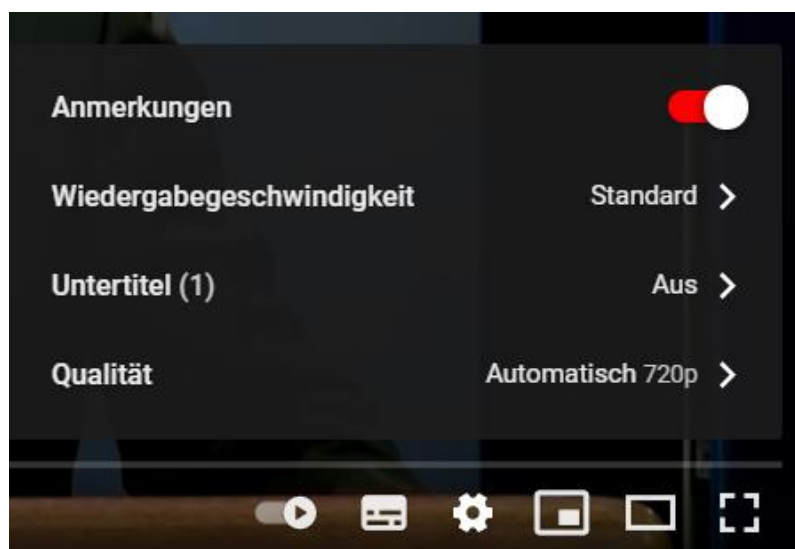 Anmerkungen
Wiedergabegeschwindigkeit Standard
Untertitel (1) Aus
Qualität Automatisch 720p